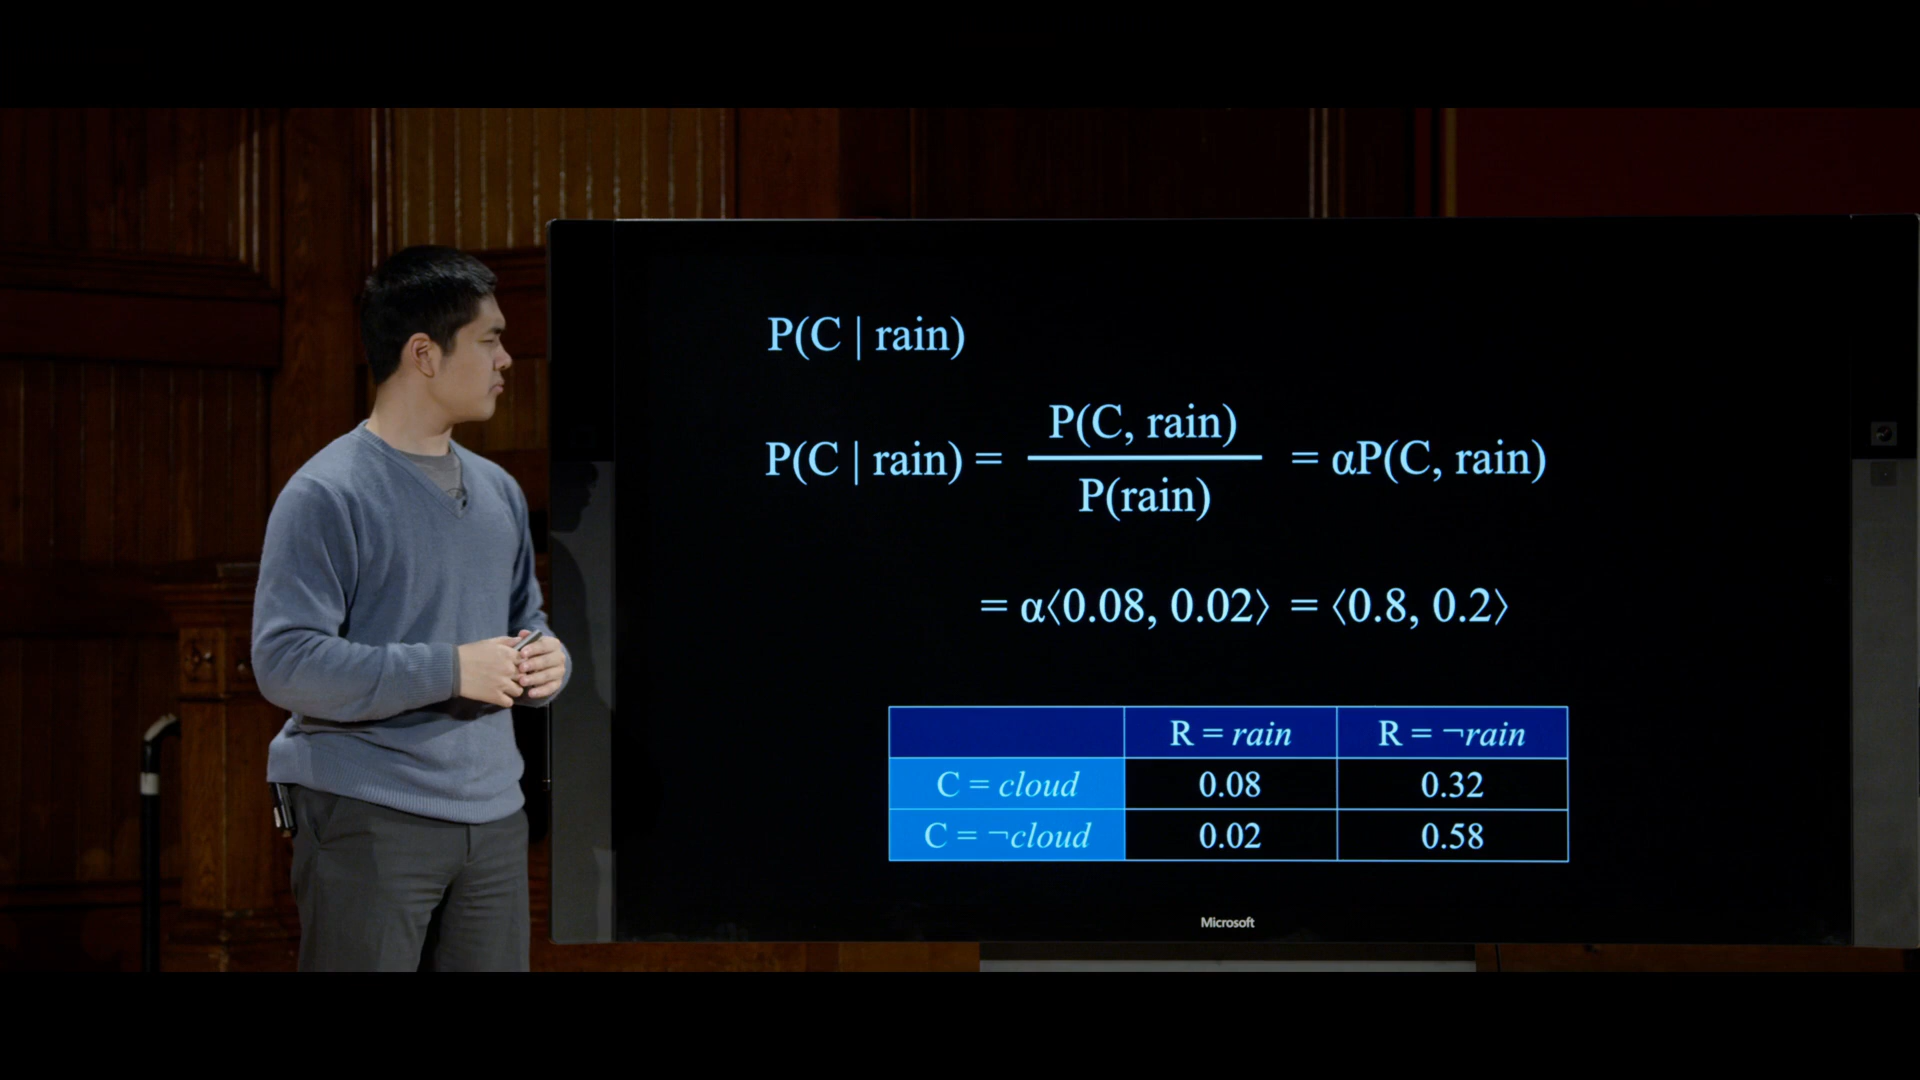 P(C | rain)
P(C | rain) = P(C, rain) / P(rain) = αP(C, rain)
= α⟨0.08, 0.02⟩ = ⟨0.8, 0.2⟩
R = rain R = ¬rain
C = cloud 0.08 0.32
C = ¬cloud 0.02 0.58
Microsoft